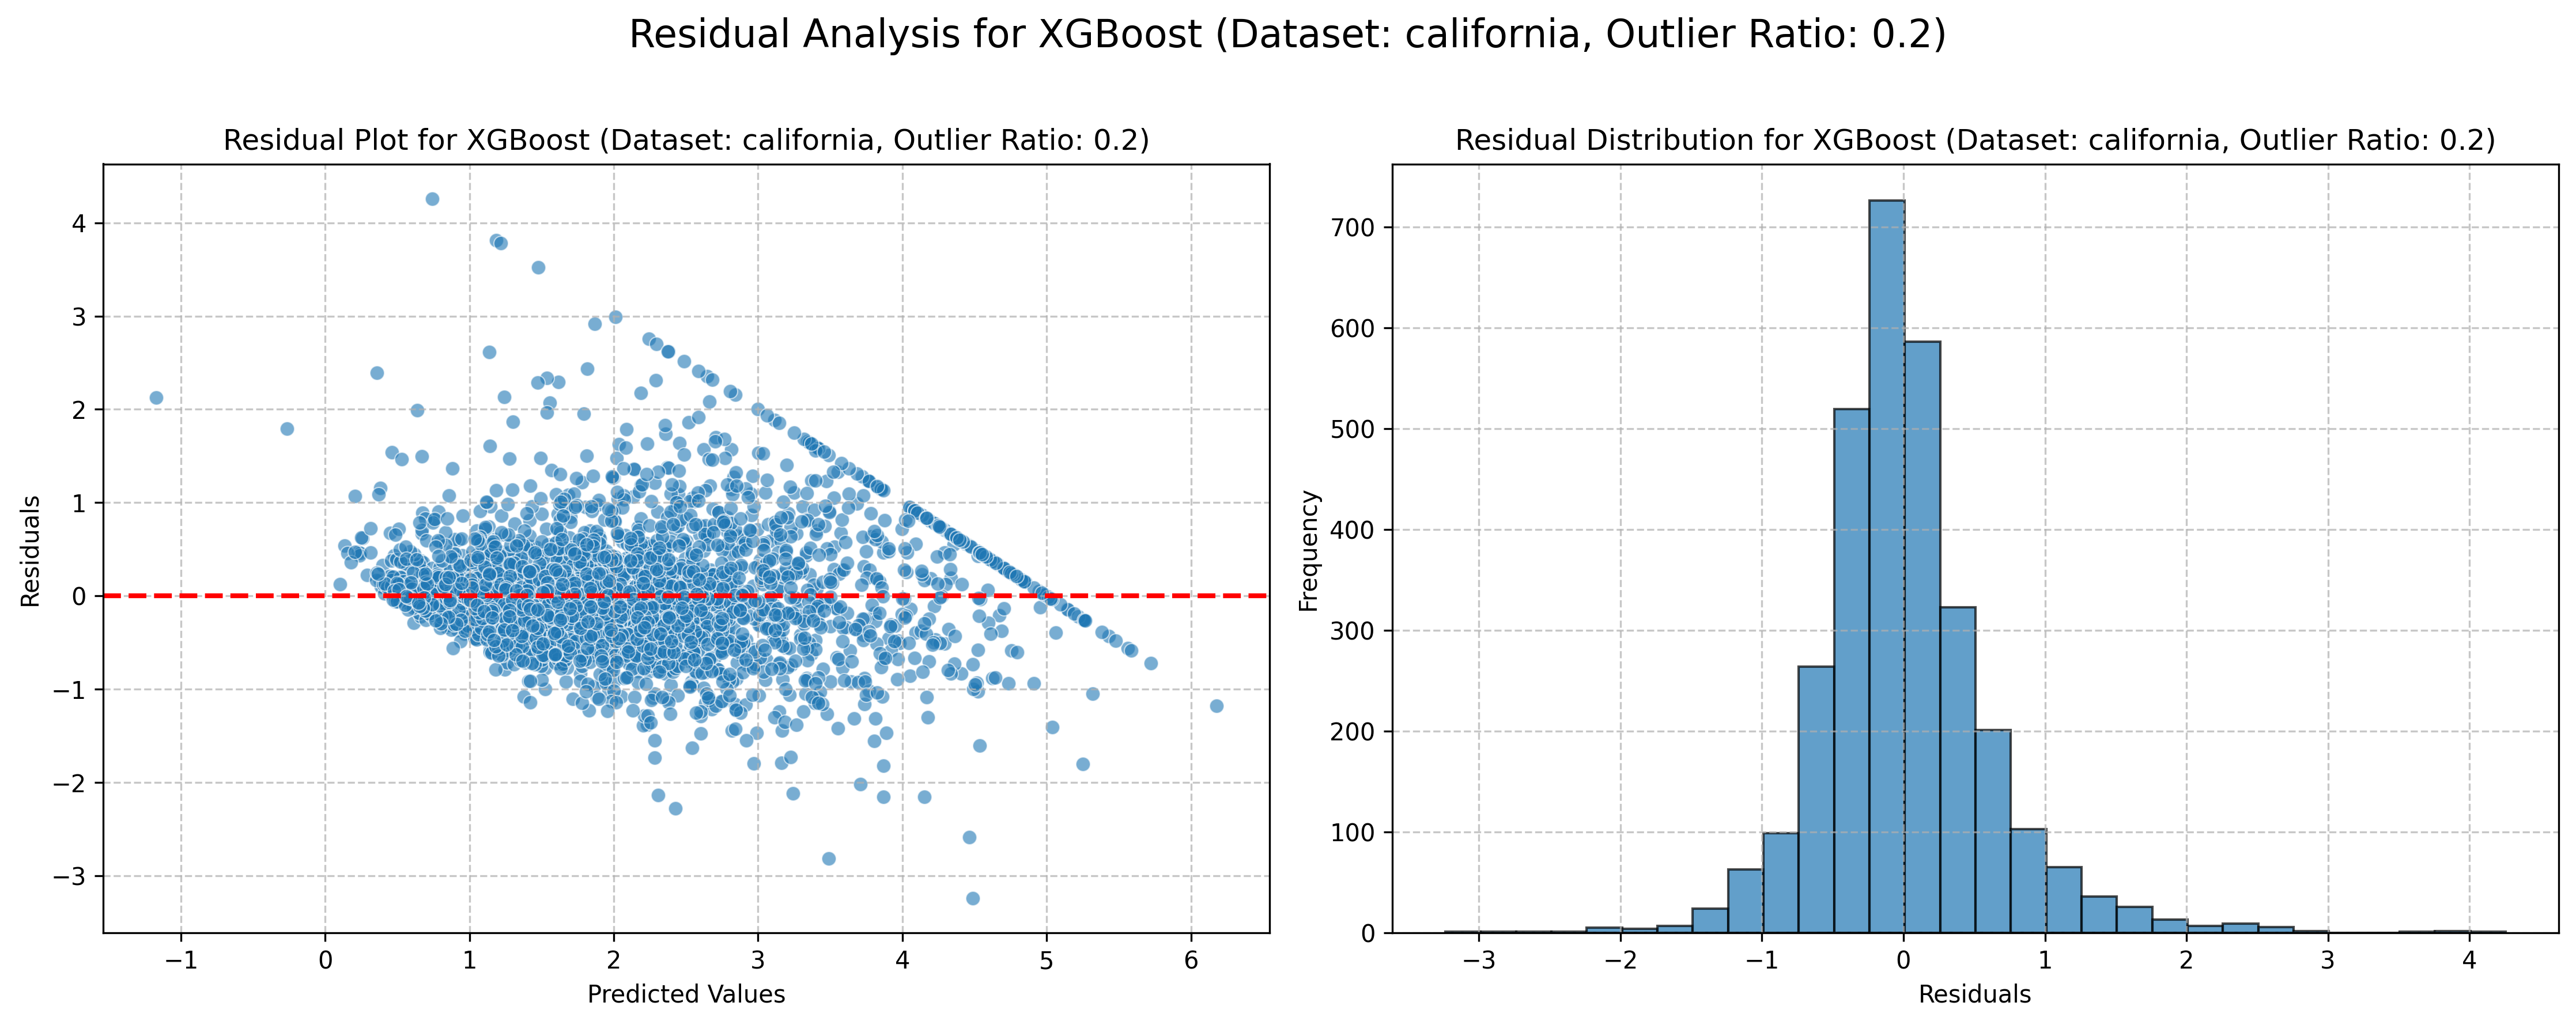 Residual Analysis for XGBoost (Dataset: california, Outlier Ratio: 0.2)
Residual Plot for XGBoost (Dataset: california, Outlier Ratio: 0.2)
Residuals
4
3
2
1
0
−1
−2
−3
−1 0 1 2 3 4 5 6
Predicted Values
Residual Distribution for XGBoost (Dataset: california, Outlier Ratio: 0.2)
Frequency
700
600
500
400
300
200
100
0
−3 −2 −1 0 1 2 3 4
Residuals